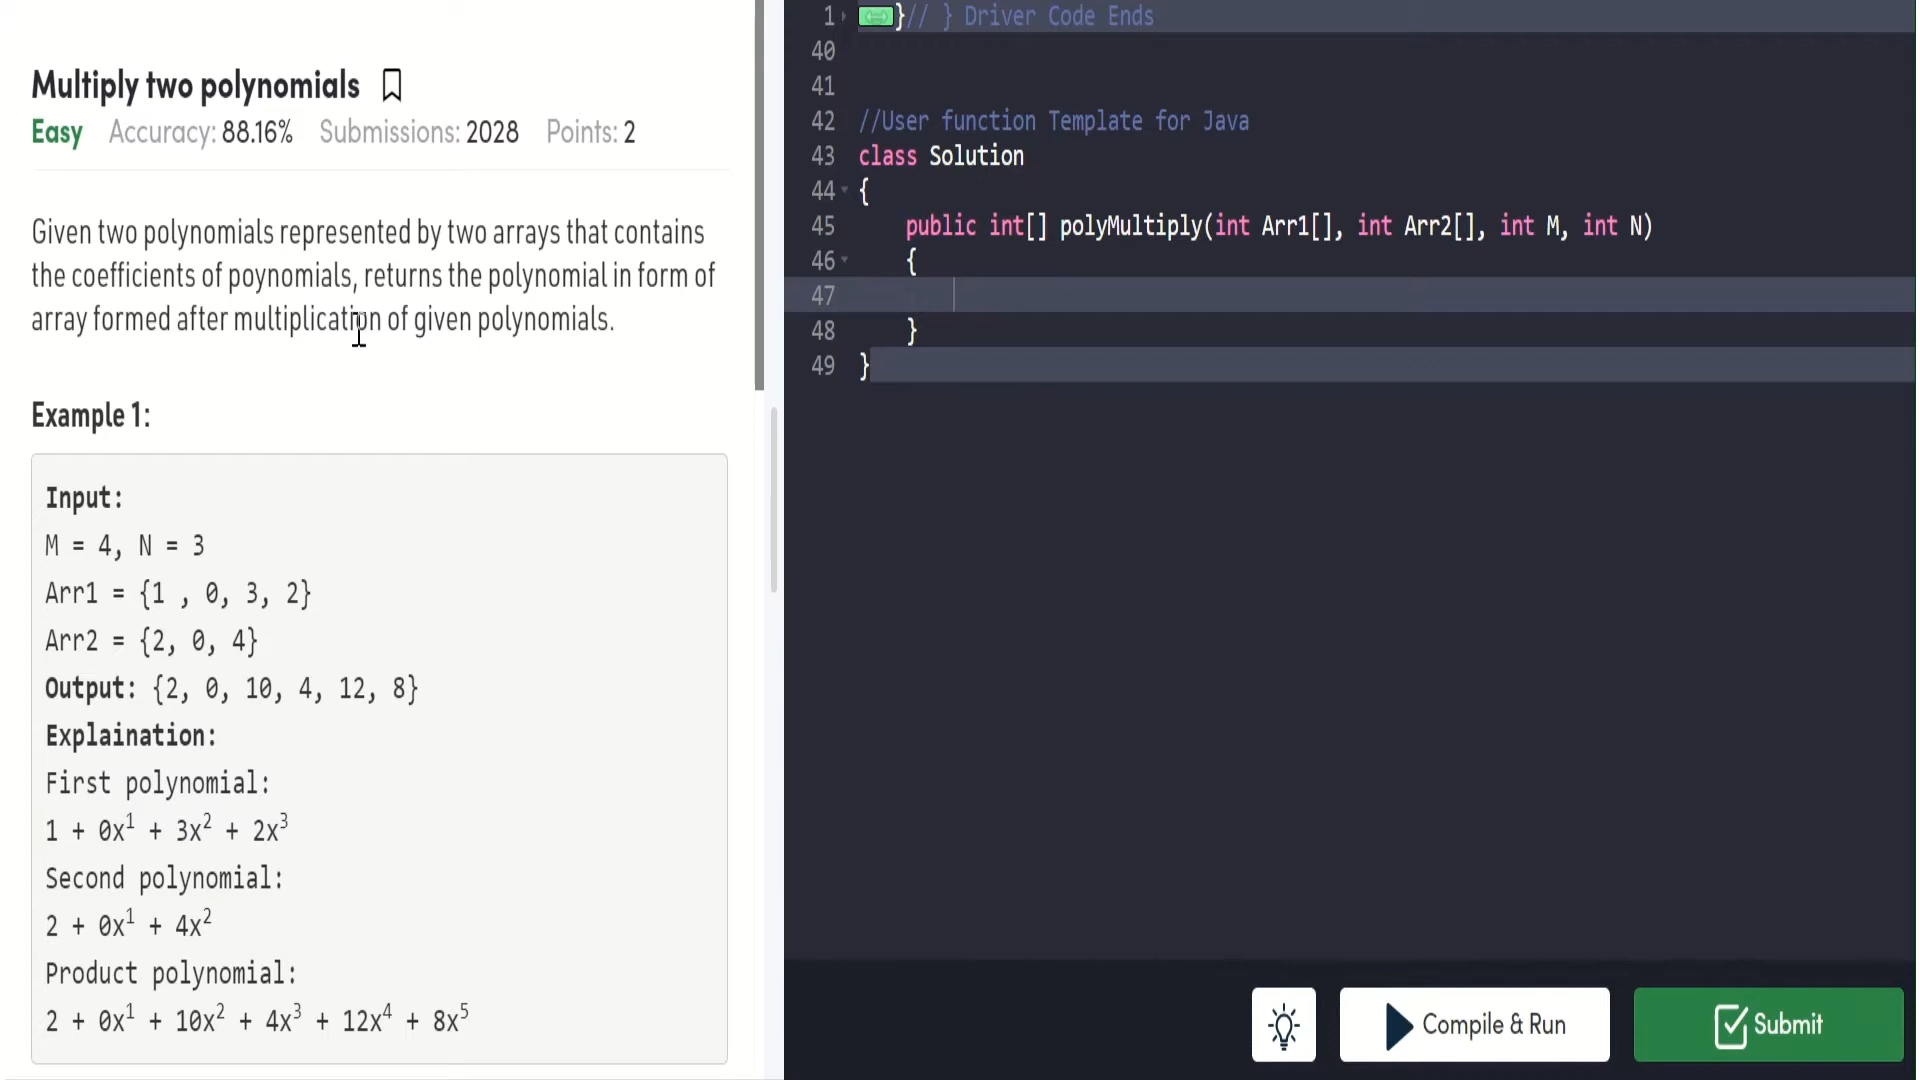 Multiply two polynomials
Easy Accuracy: 88.16% Submissions: 2028 Points: 2
Given two polynomials represented by two arrays that contains
the coefficients of poynomials, returns the polynomial in form of
array formed after multiplication of given polynomials.
Example 1:
Input:
M = 4, N = 3
Arr1 = {1 , 0, 3, 2}
Arr2 = {2, 0, 4}
Output: {2, 0, 10, 4, 12, 8}
Explaination:
First polynomial:
1 + 0x¹ + 3x² + 2x³
Second polynomial:
2 + 0x¹ + 4x²
Product polynomial:
2 + 0x¹ + 10x² + 4x³ + 12x⁴ + 8x⁵
1 }// } Driver Code Ends
40
41
42 //User function Template for Java
43 class Solution
44 {
45 public int[] polyMultiply(int Arr1[], int Arr2[], int M, int N)
46 {
47
48 }
49 }
Compile & Run
Submit